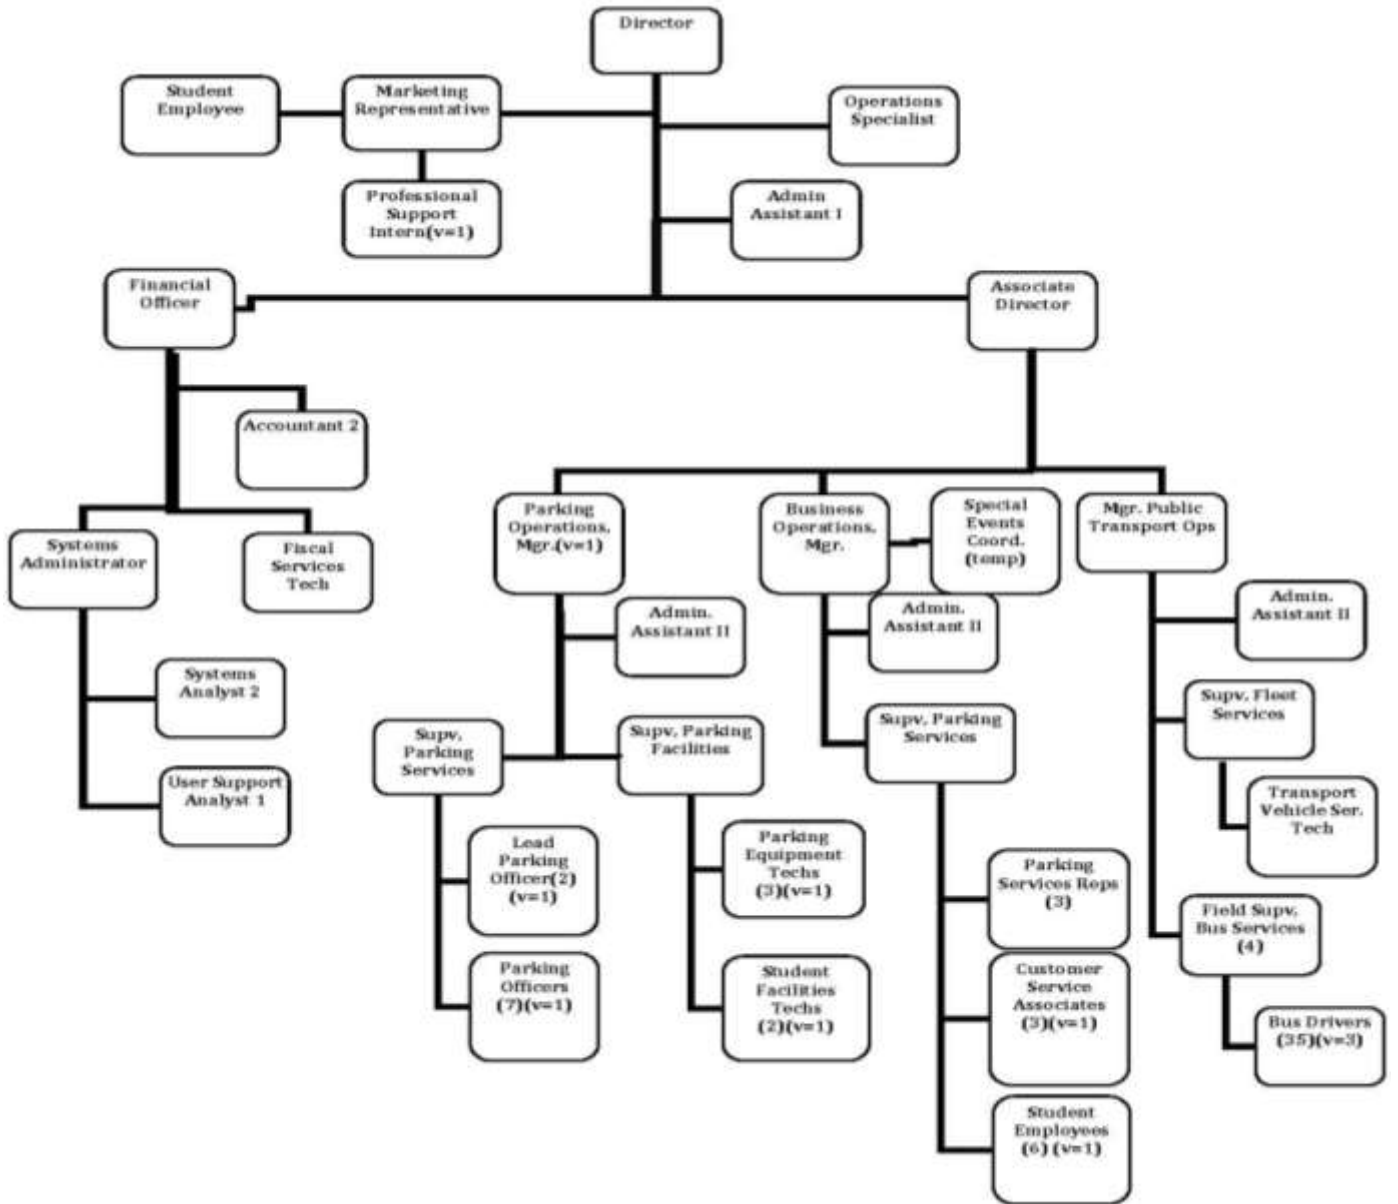 Director
Student
Employee
Marketing
Representative
Operations
Specialist
Professional
Support
Intern(v=1)
Admin
Assistant I
Financial
Officer
Associate
Director
Accountant 2
Systems
Administrator
Fiscal
Services
Tech
Systems
Analyst 2
User Support
Analyst 1
Parking
Operations,
Mgr.(v=1)
Business
Operations,
Mgr.
Special
Events
Coord.
(temp)
Mgr. Public
Transport Ops
Admin.
Assistant II
Admin.
Assistant II
Admin.
Assistant II
Supv. Fleet
Services
Supv,
Parking
Services
Supv, Parking
Facilities
Supv, Parking
Services
Transport
Vehicle Ser.
Tech
Lead
Parking
Officer(2)
(v=1)
Parking
Equipment
Techs
(3)(v=1)
Parking
Services Reps
(3)
Field Supv.
Bus Services
(4)
Parking
Officers
(7)(v=1)
Student
Facilities
Techs
(2)(v=1)
Customer
Service
Associates
(3)(v=1)
Bus Drivers
(35)(v=3)
Student
Employees
(6) (v=1)